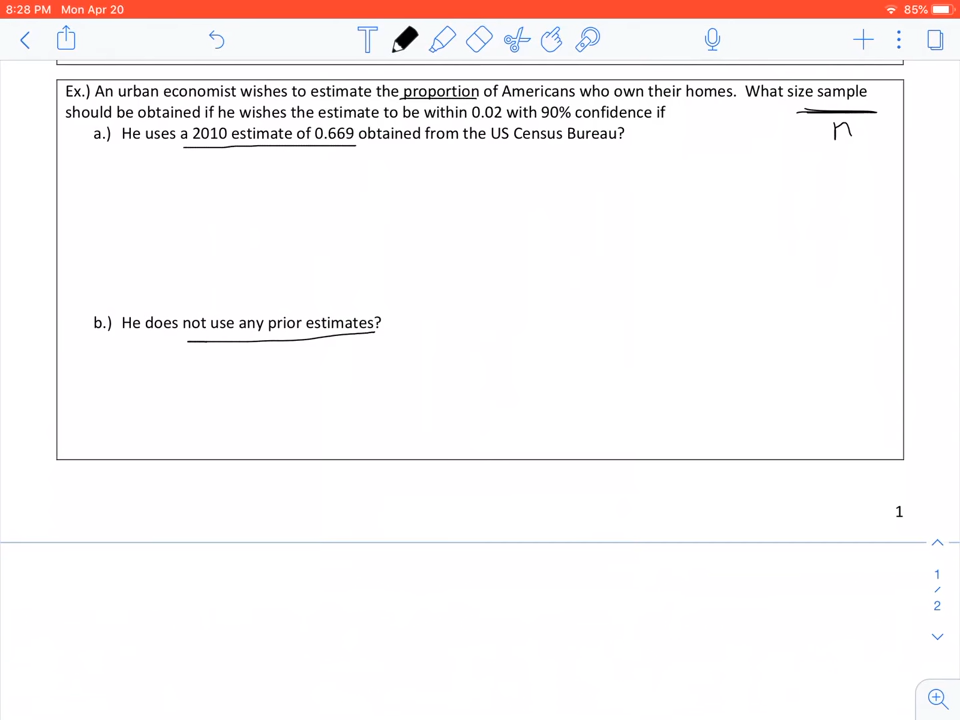 8:28 PM Mon Apr 20
85%
T
Ex.) An urban economist wishes to estimate the proportion of Americans who own their homes. What size sample
should be obtained if he wishes the estimate to be within 0.02 with 90% confidence if
a.) He uses a 2010 estimate of 0.669 obtained from the US Census Bureau?
n
b.) He does not use any prior estimates?
1
1
/
2